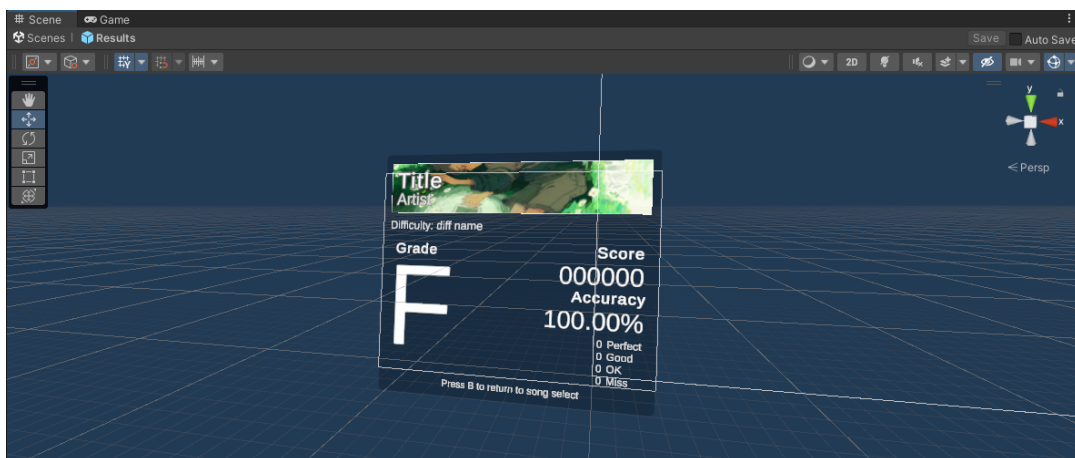 Scene Game
Scenes Results Save Auto Save
2D
y
x
Persp
Title
Artist
Difficulty: diff name
Grade Score
F 000000
Accuracy
100.00%
0 Perfect
0 Good
0 OK
0 Miss
Press B to return to song select